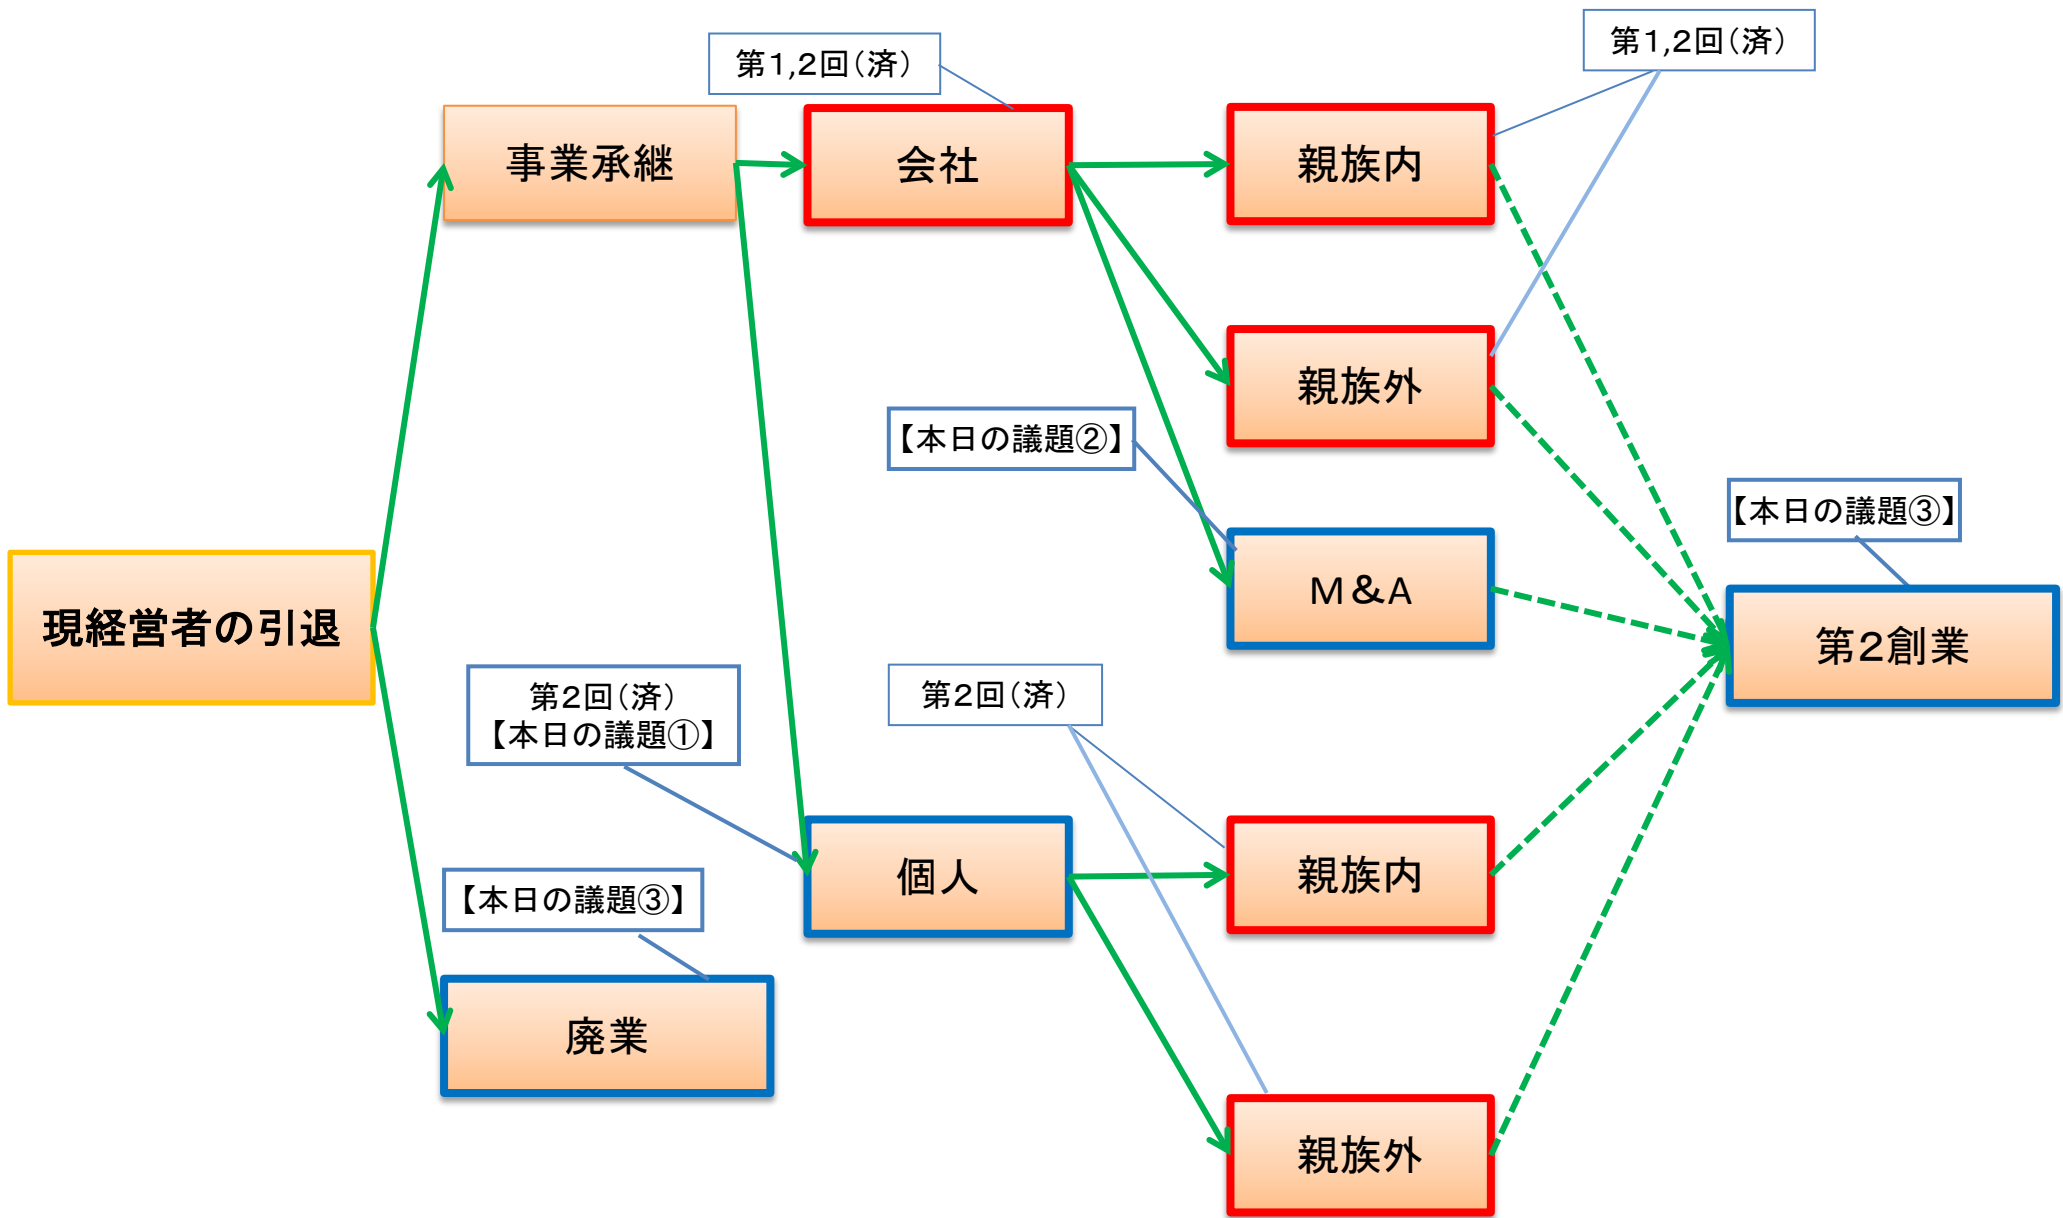 第1,2回（済）
第1,2回（済）
事業承継
会社
親族内
親族外
【本日の議題②】
【本日の議題③】
M＆A
現経営者の引退
第2創業
第2回（済）
【本日の議題①】
第2回（済）
個人
親族内
【本日の議題③】
廃業
親族外